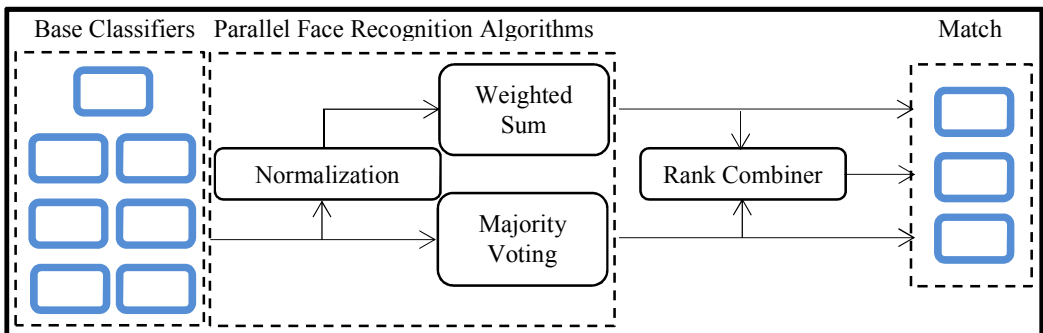 Base Classifiers
Parallel Face Recognition Algorithms
Match
Weighted
Sum
Normalization
Rank Combiner
Majority
Voting